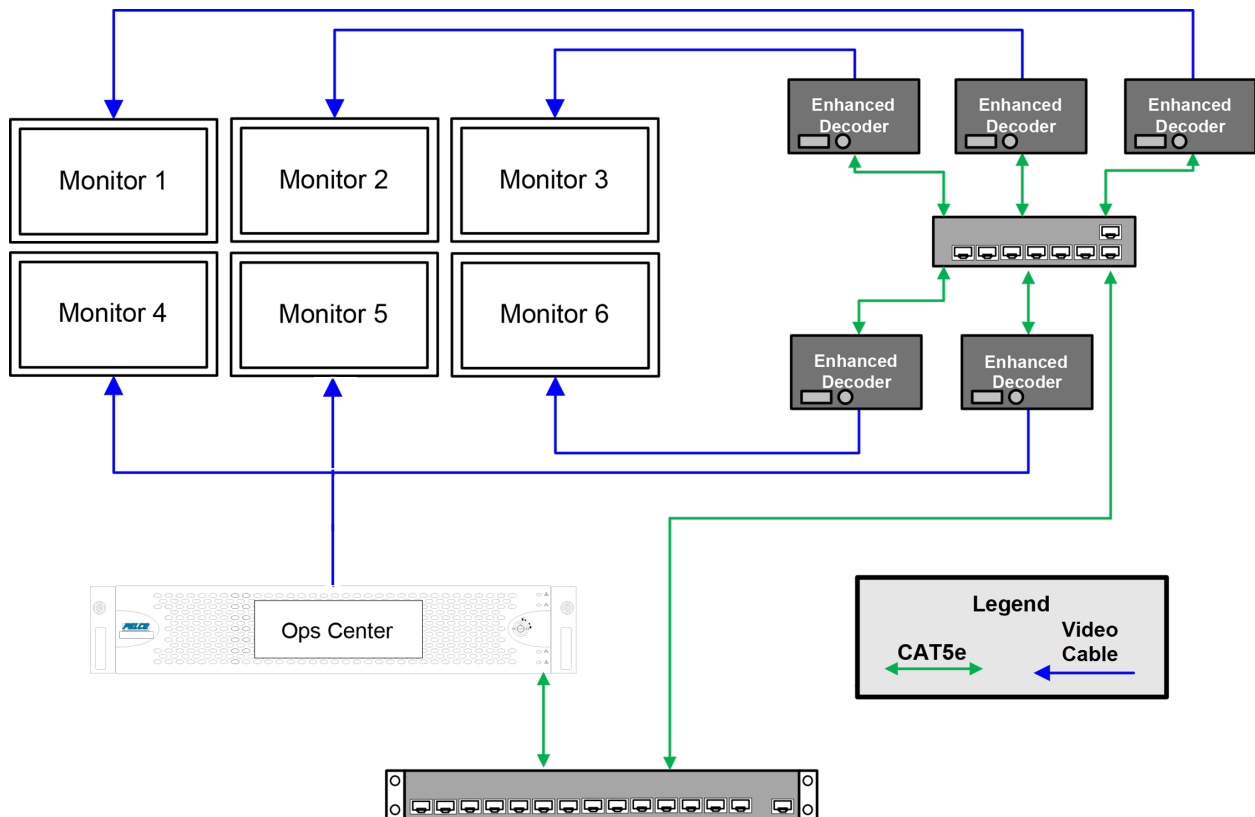 Enhanced
Decoder
Enhanced
Decoder
Enhanced
Decoder
Monitor 1
Monitor 2
Monitor 3
Monitor 4
Monitor 5
Monitor 6
Enhanced
Decoder
Enhanced
Decoder
PELCO
Ops Center
Legend
CAT5e
Video
Cable